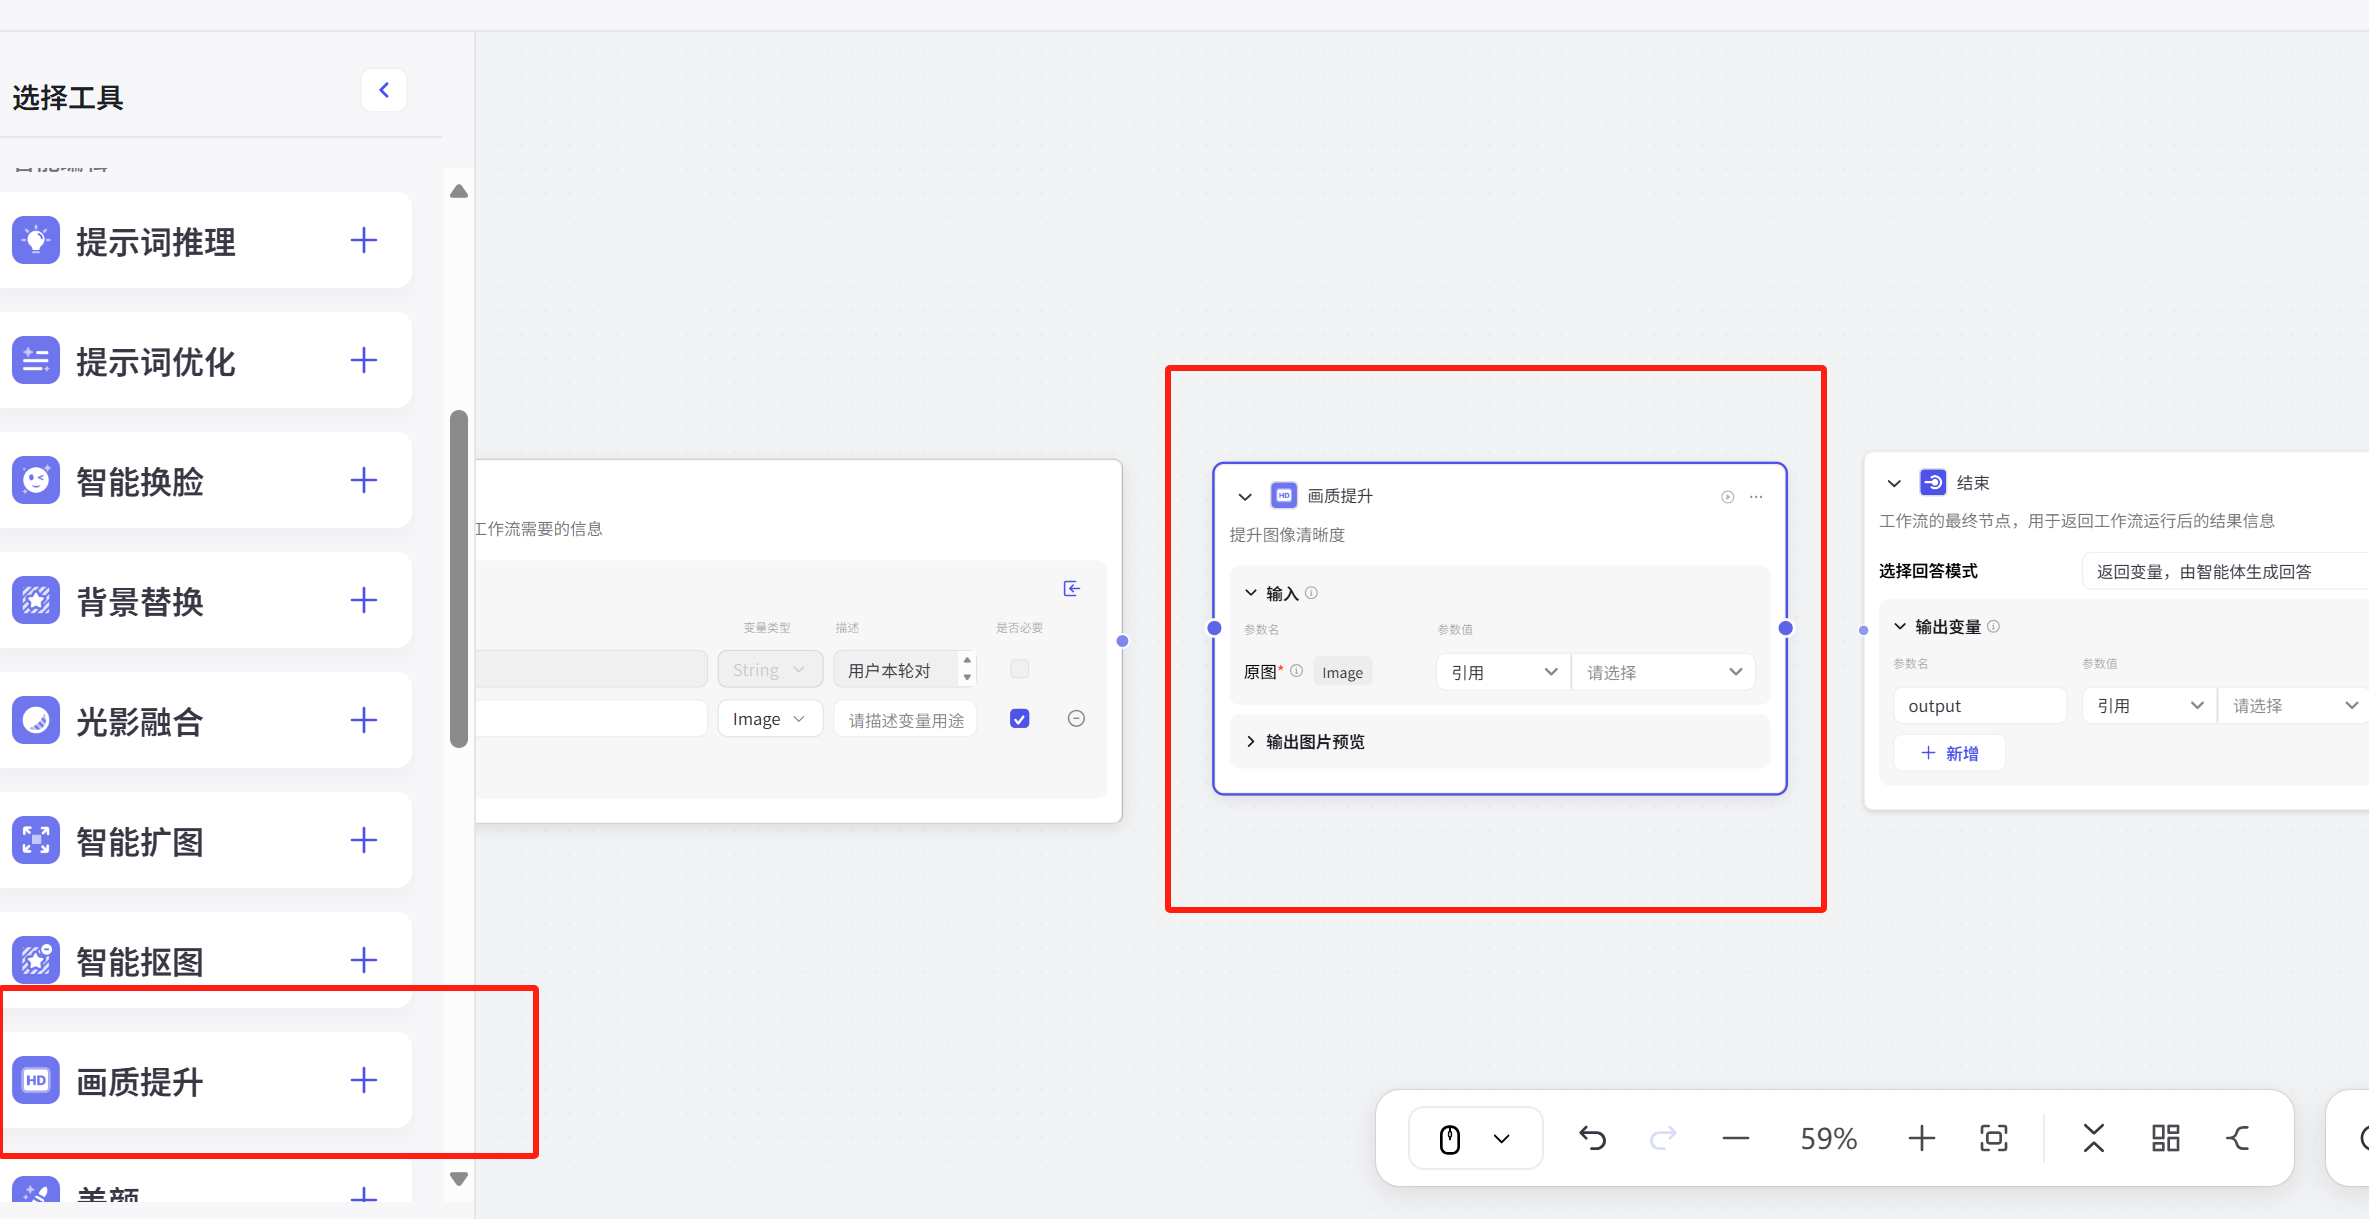 选择工具
智能编辑
提示词推理
提示词优化
智能换脸
背景替换
光影融合
智能扩图
智能抠图
HD
画质提升
美颜
工作流需要的信息
变量类型
描述
是否必要
String
用户本轮对
Image
请描述变量用途
HD
画质提升
提升图像清晰度
输入
参数名
参数值
原图*
Image
引用
请选择
输出图片预览
结束
工作流的最终节点，用于返回工作流运行后的结果信息
选择回答模式
返回变量，由智能体生成回答
输出变量
参数名
参数值
output
引用
请选择
新增
59%